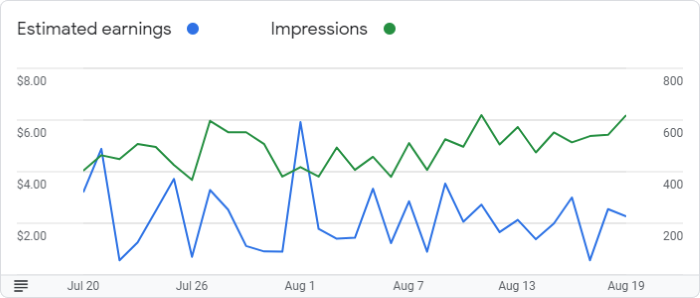 Estimated earnings Impressions
$8.00 800
$6.00 600
$4.00 400
$2.00 200
Jul 20 Jul 26 Aug 1 Aug 7 Aug 13 Aug 19